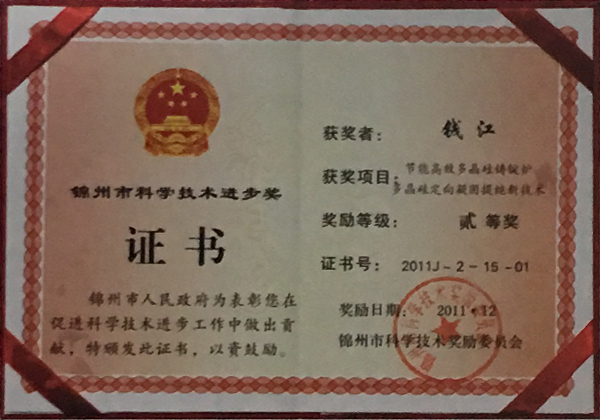 锦州市科学技术进步奖
证书
锦州市人民政府为表彰您在
促进科学技术进步工作中做出贡
献，特颁发此证书，以资鼓励。
获奖者： 钱江
获奖项目： 节能高效多晶硅铸锭炉
多晶硅定向凝固提纯新技术
奖励等级： 贰等奖
证书号： 2011J-2-15-01
奖励日期： 2011·12
锦州市科学技术奖励委员会